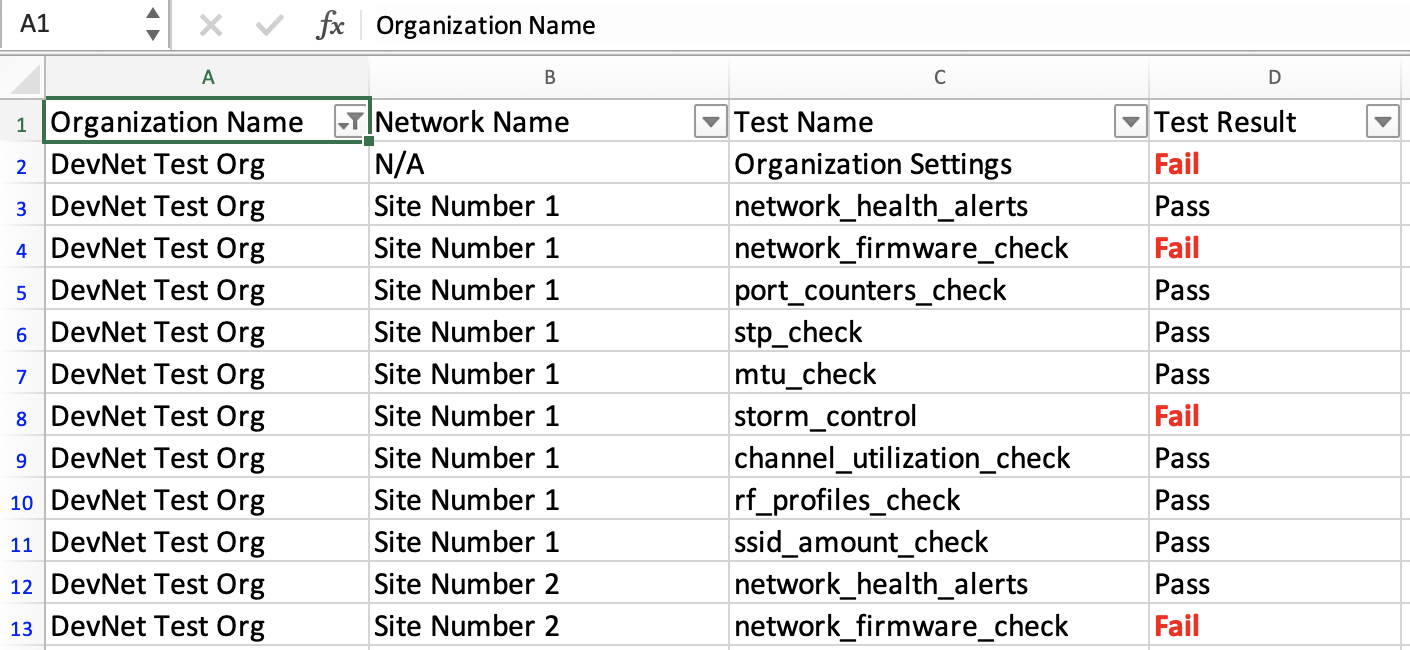 A1 fx Organization Name
A B C D
1 Organization Name Network Name Test Name Test Result
2 DevNet Test Org N/A Organization Settings Fail
3 DevNet Test Org Site Number 1 network_health_alerts Pass
4 DevNet Test Org Site Number 1 network_firmware_check Fail
5 DevNet Test Org Site Number 1 port_counters_check Pass
6 DevNet Test Org Site Number 1 stp_check Pass
7 DevNet Test Org Site Number 1 mtu_check Pass
8 DevNet Test Org Site Number 1 storm_control Fail
9 DevNet Test Org Site Number 1 channel_utilization_check Pass
10 DevNet Test Org Site Number 1 rf_profiles_check Pass
11 DevNet Test Org Site Number 1 ssid_amount_check Pass
12 DevNet Test Org Site Number 2 network_health_alerts Pass
13 DevNet Test Org Site Number 2 network_firmware_check Fail